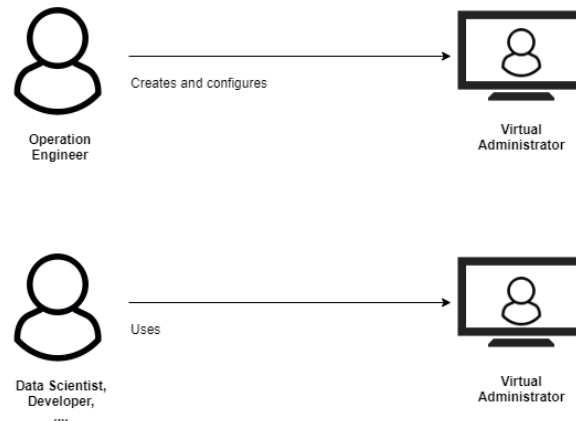 Creates and configures
Operation
Engineer
Virtual
Administrator
Uses
Data Scientist,
Developer,
....
Virtual
Administrator